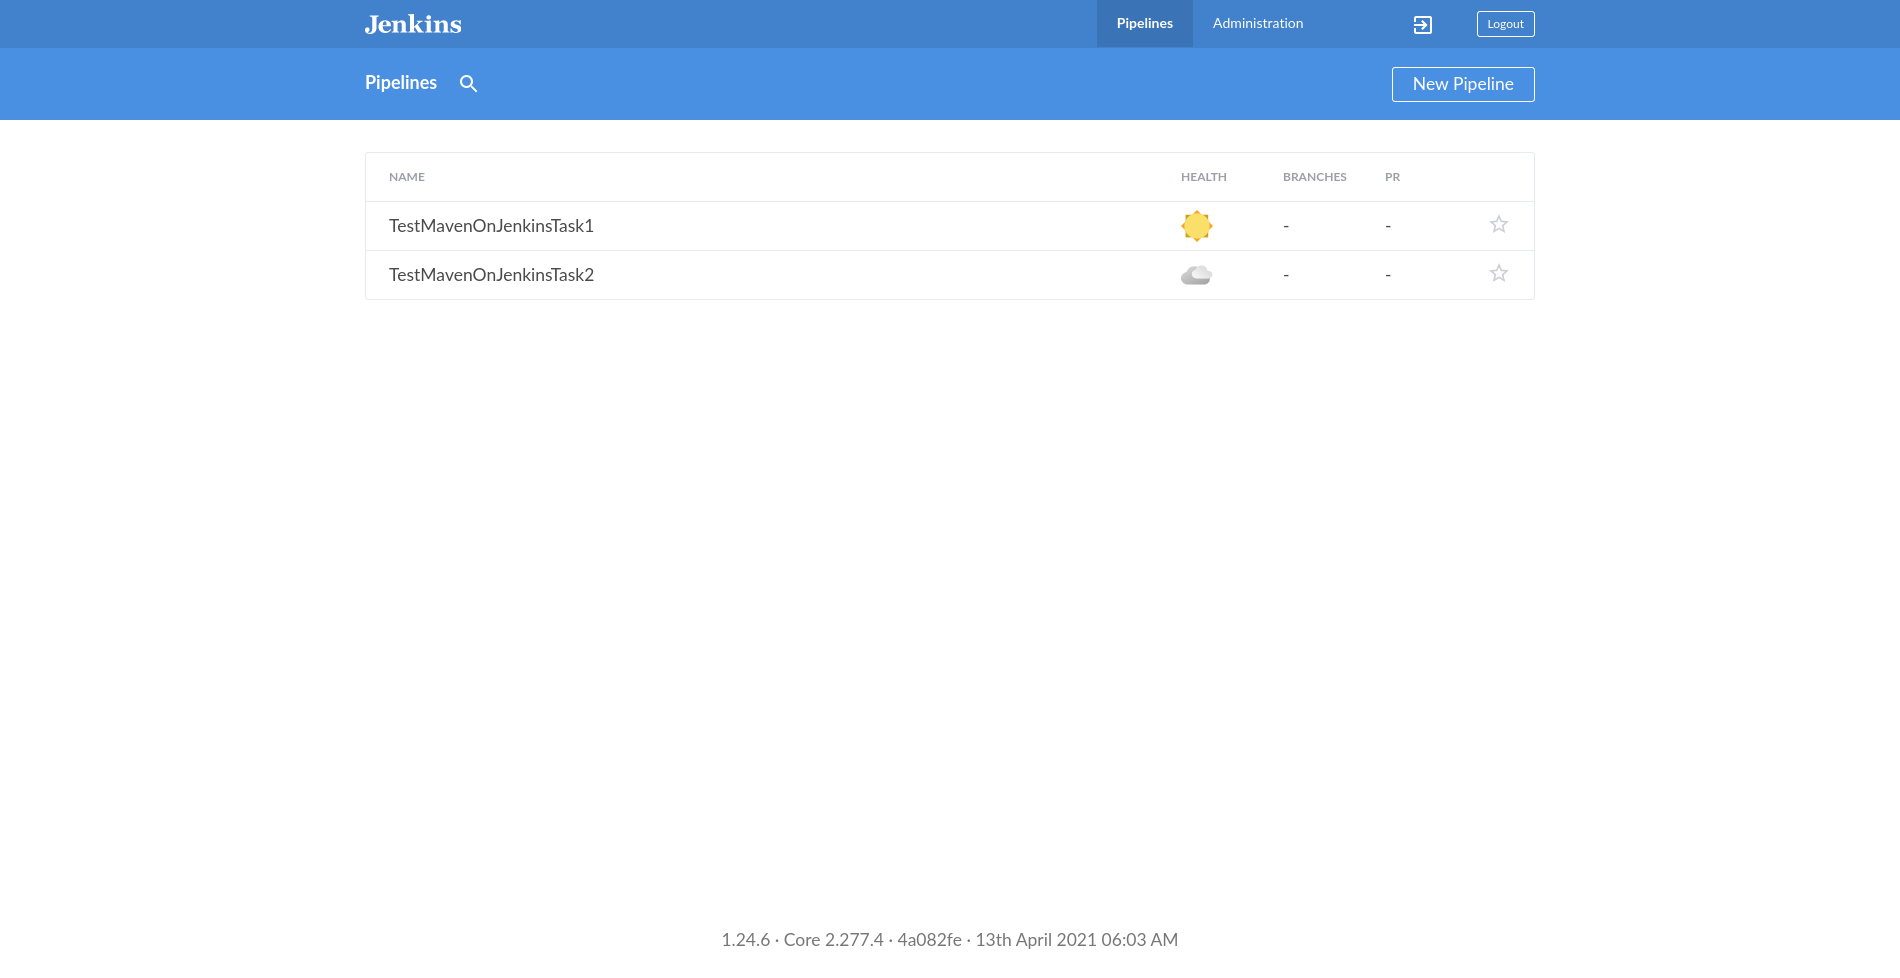 Jenkins
Pipelines
Administration
Logout
Pipelines
New Pipeline
NAME
HEALTH
BRANCHES
PR
TestMavenOnJenkinsTask1
-
-
TestMavenOnJenkinsTask2
-
-
1.24.6 · Core 2.277.4 · 4a082fe · 13th April 2021 06:03 AM